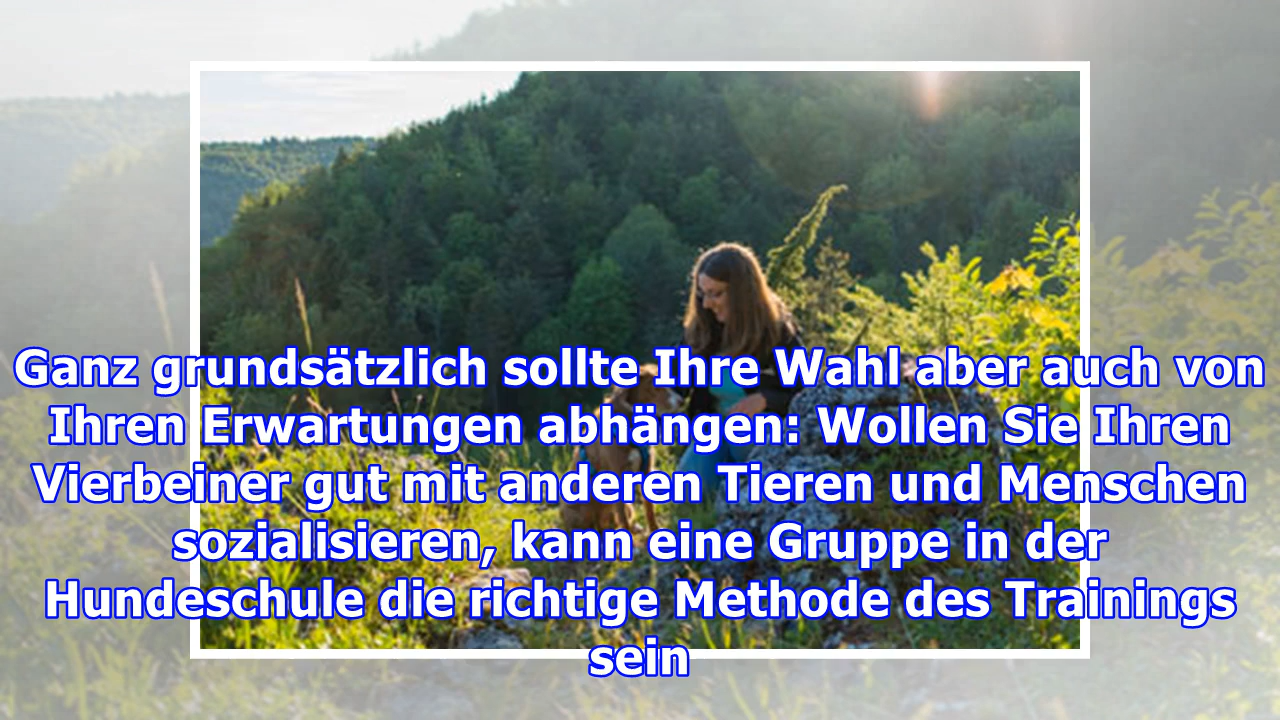 Ganz grundsätzlich sollte Ihre Wahl aber auch von
Ihren Erwartungen abhängen: Wollen Sie Ihren
Vierbeiner gut mit anderen Tieren und Menschen
sozialisieren, kann eine Gruppe in der
Hundeschule die richtige Methode des Trainings
sein